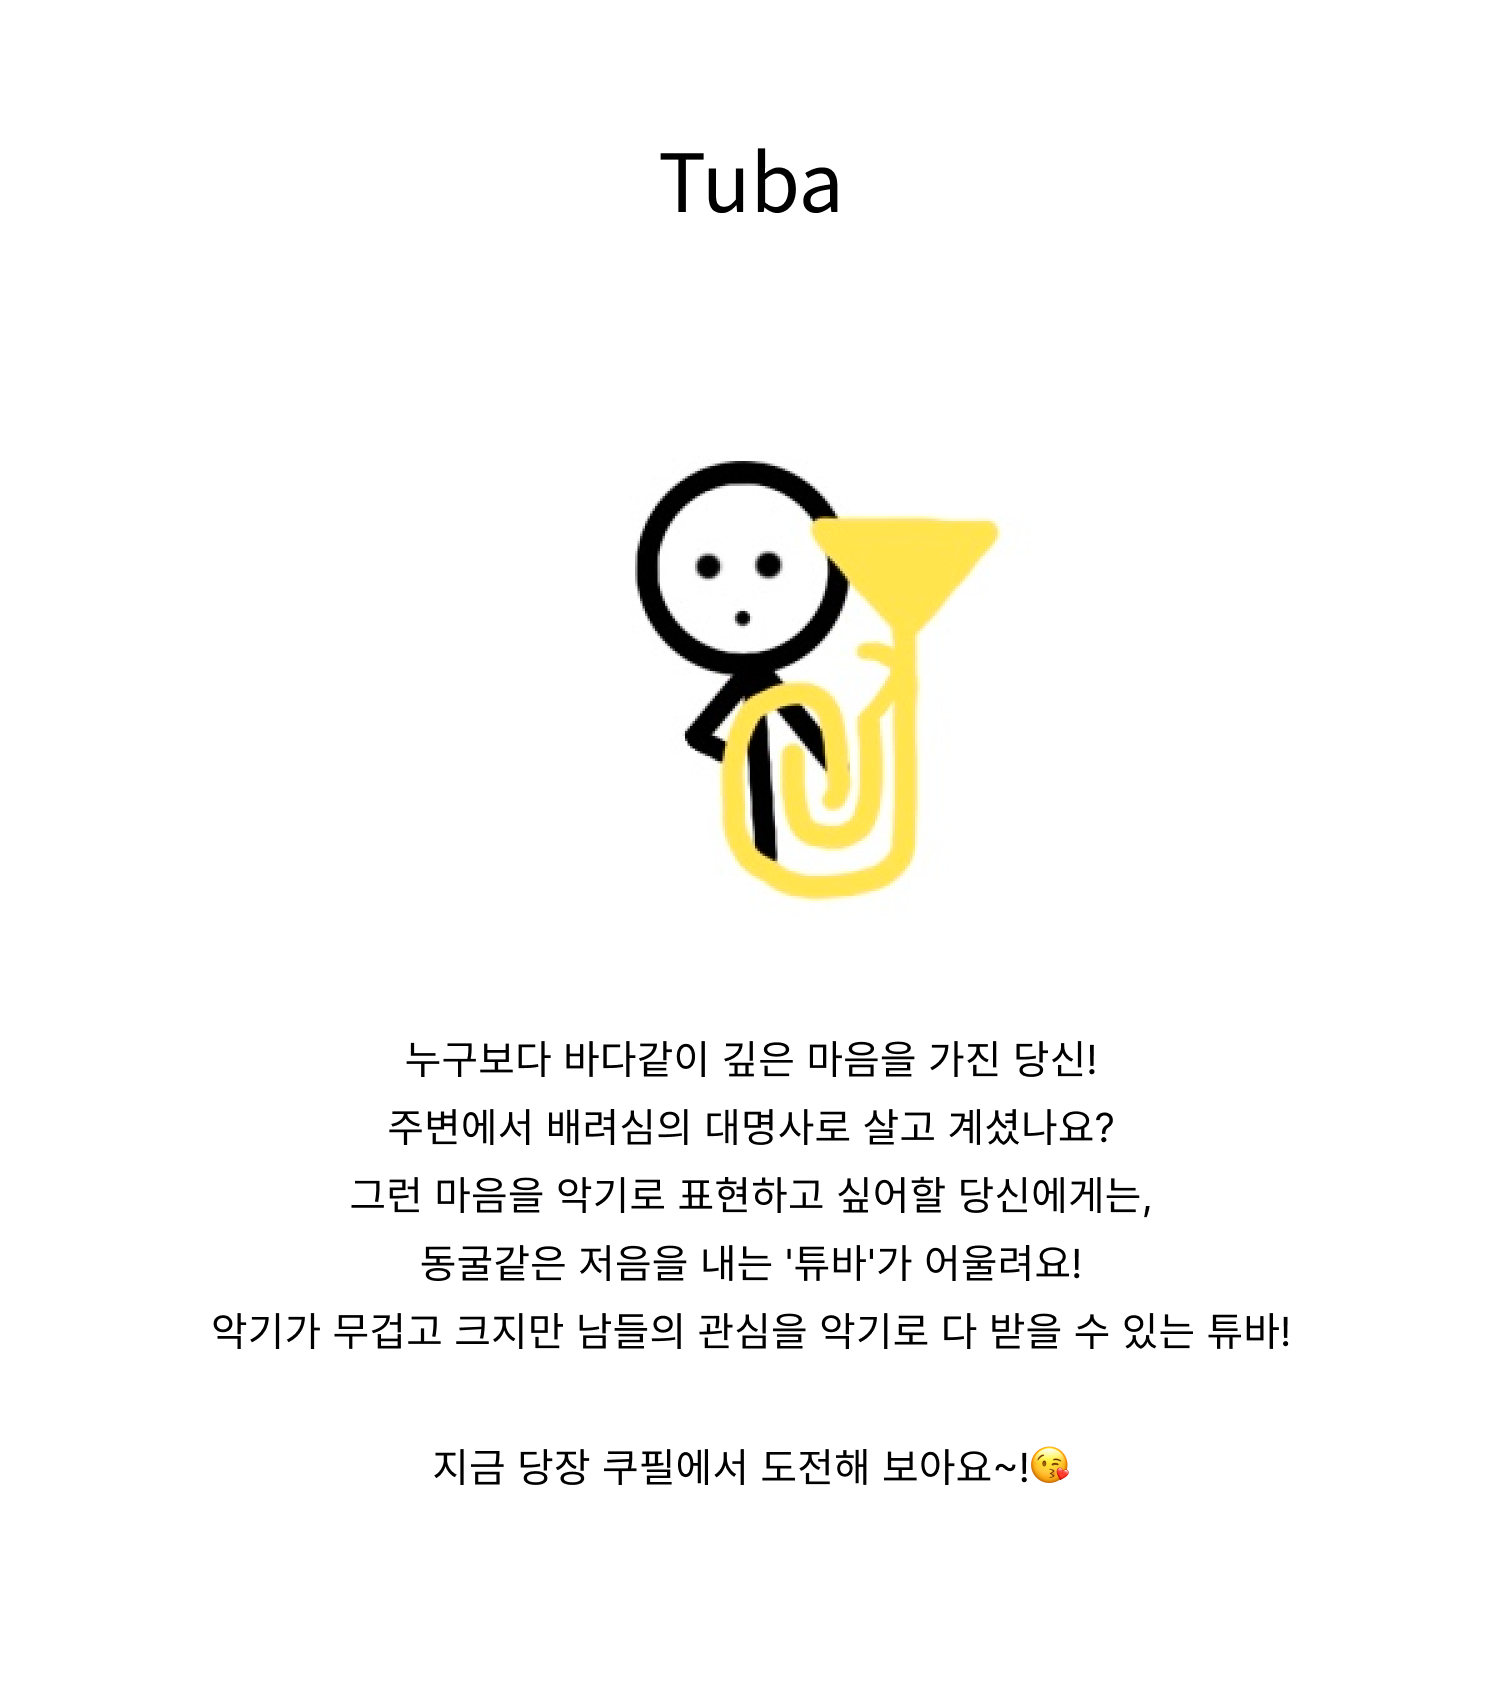 Tuba
누구보다 바다같이 깊은 마음을 가진 당신!
주변에서 배려심의 대명사로 살고 계셨나요?
그런 마음을 악기로 표현하고 싶어할 당신에게는,
동굴같은 저음을 내는 '튜바'가 어울려요!
악기가 무겁고 크지만 남들의 관심을 악기로 다 받을 수 있는 튜바!
지금 당장 쿠필에서 도전해 보아요~!😘